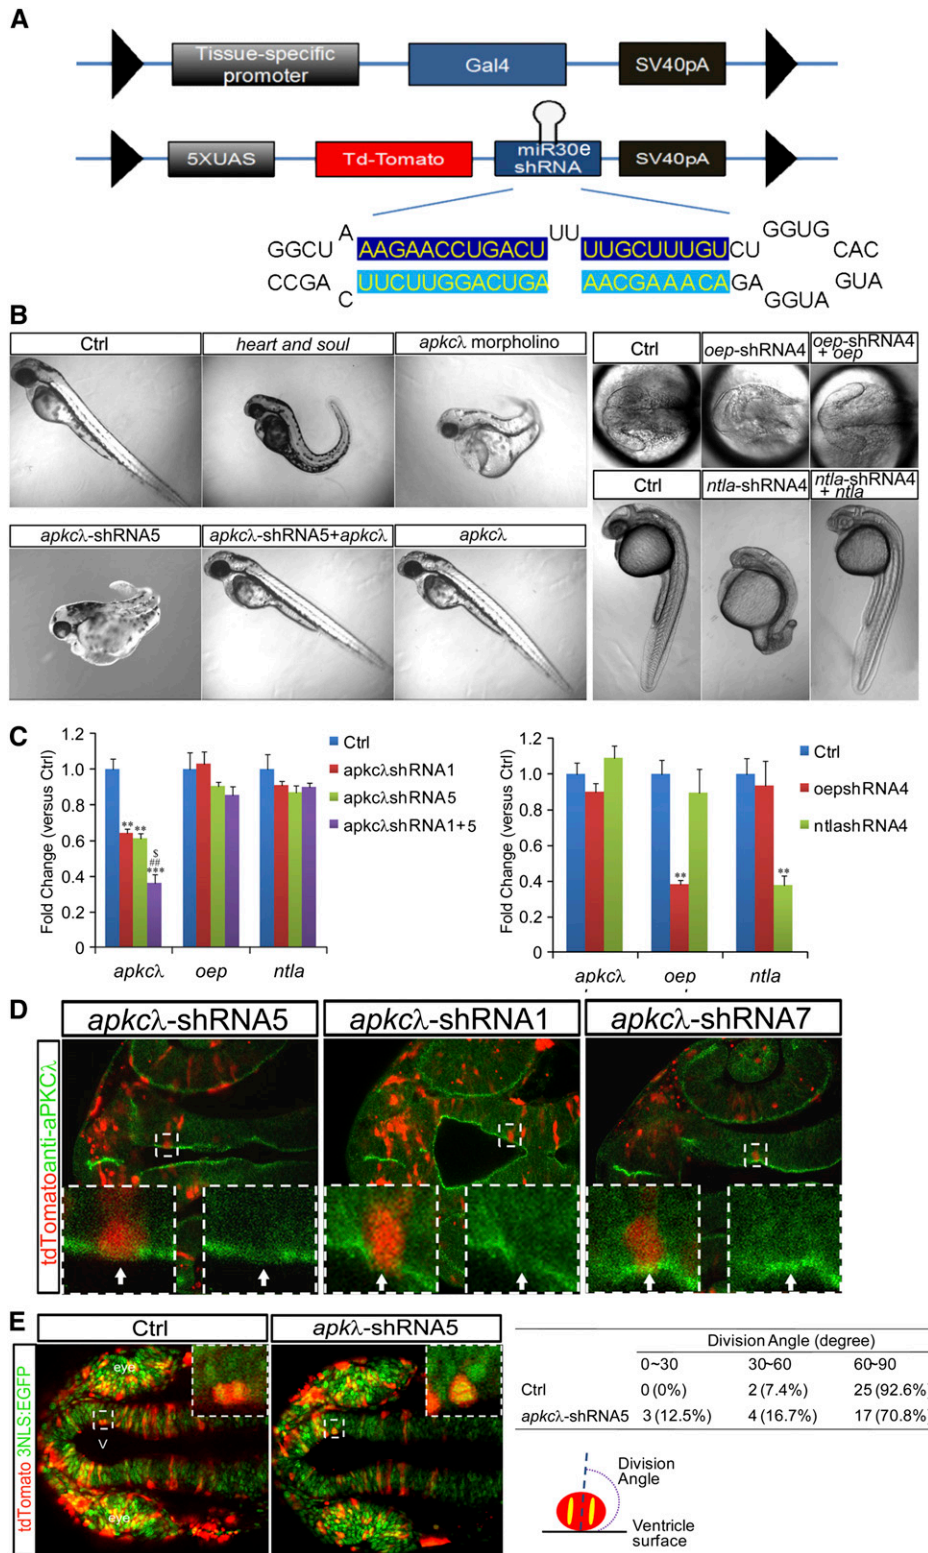 A
Tissue-specific
promoter
Gal4
SV40pA
5XUAS
Td-Tomato
miR30e
shRNA
SV40pA
GGCU A AAGAACCUGACU UU UUGCUUUGU CU GGUG CAC
CCGA C UUCUUGGACUGA AACGAAACA GA GGUA GUA
B
Ctrl
heart and soul
apkcλ morpholino
apkcλ-shRNA5
apkcλ-shRNA5+apkcλ
apkcλ
Ctrl
oep-shRNA4
oep-shRNA4
+ oep
Ctrl
ntla-shRNA4
ntla-shRNA4
+ ntla
C
Fold Change (versus Ctrl)
1.2
1
0.8
0.6
0.4
0.2
0
** **
$
##
***
apkcλ
oep
ntla
Ctrl
apkcλshRNA1
apkcλshRNA5
apkcλshRNA1+5
Fold Change (versus Ctrl)
1.2
1.0
0.8
0.6
0.4
0.2
0
**
**
apkcλ
oep
ntla
Ctrl
oepshRNA4
ntlashRNA4
D
tdTomatoanti-aPKCλ
apkcλ-shRNA5
apkcλ-shRNA1
apkcλ-shRNA7
E
tdTomato 3NLS:EGFP
Ctrl
eye
V
eye
apkλ-shRNA5
Division Angle (degree)
0~30 30~60 60~90
Ctrl 0 (0%) 2 (7.4%) 25 (92.6%)
apkcλ-shRNA5 3 (12.5%) 4 (16.7%) 17 (70.8%)
Division
Angle
Ventricle
surface